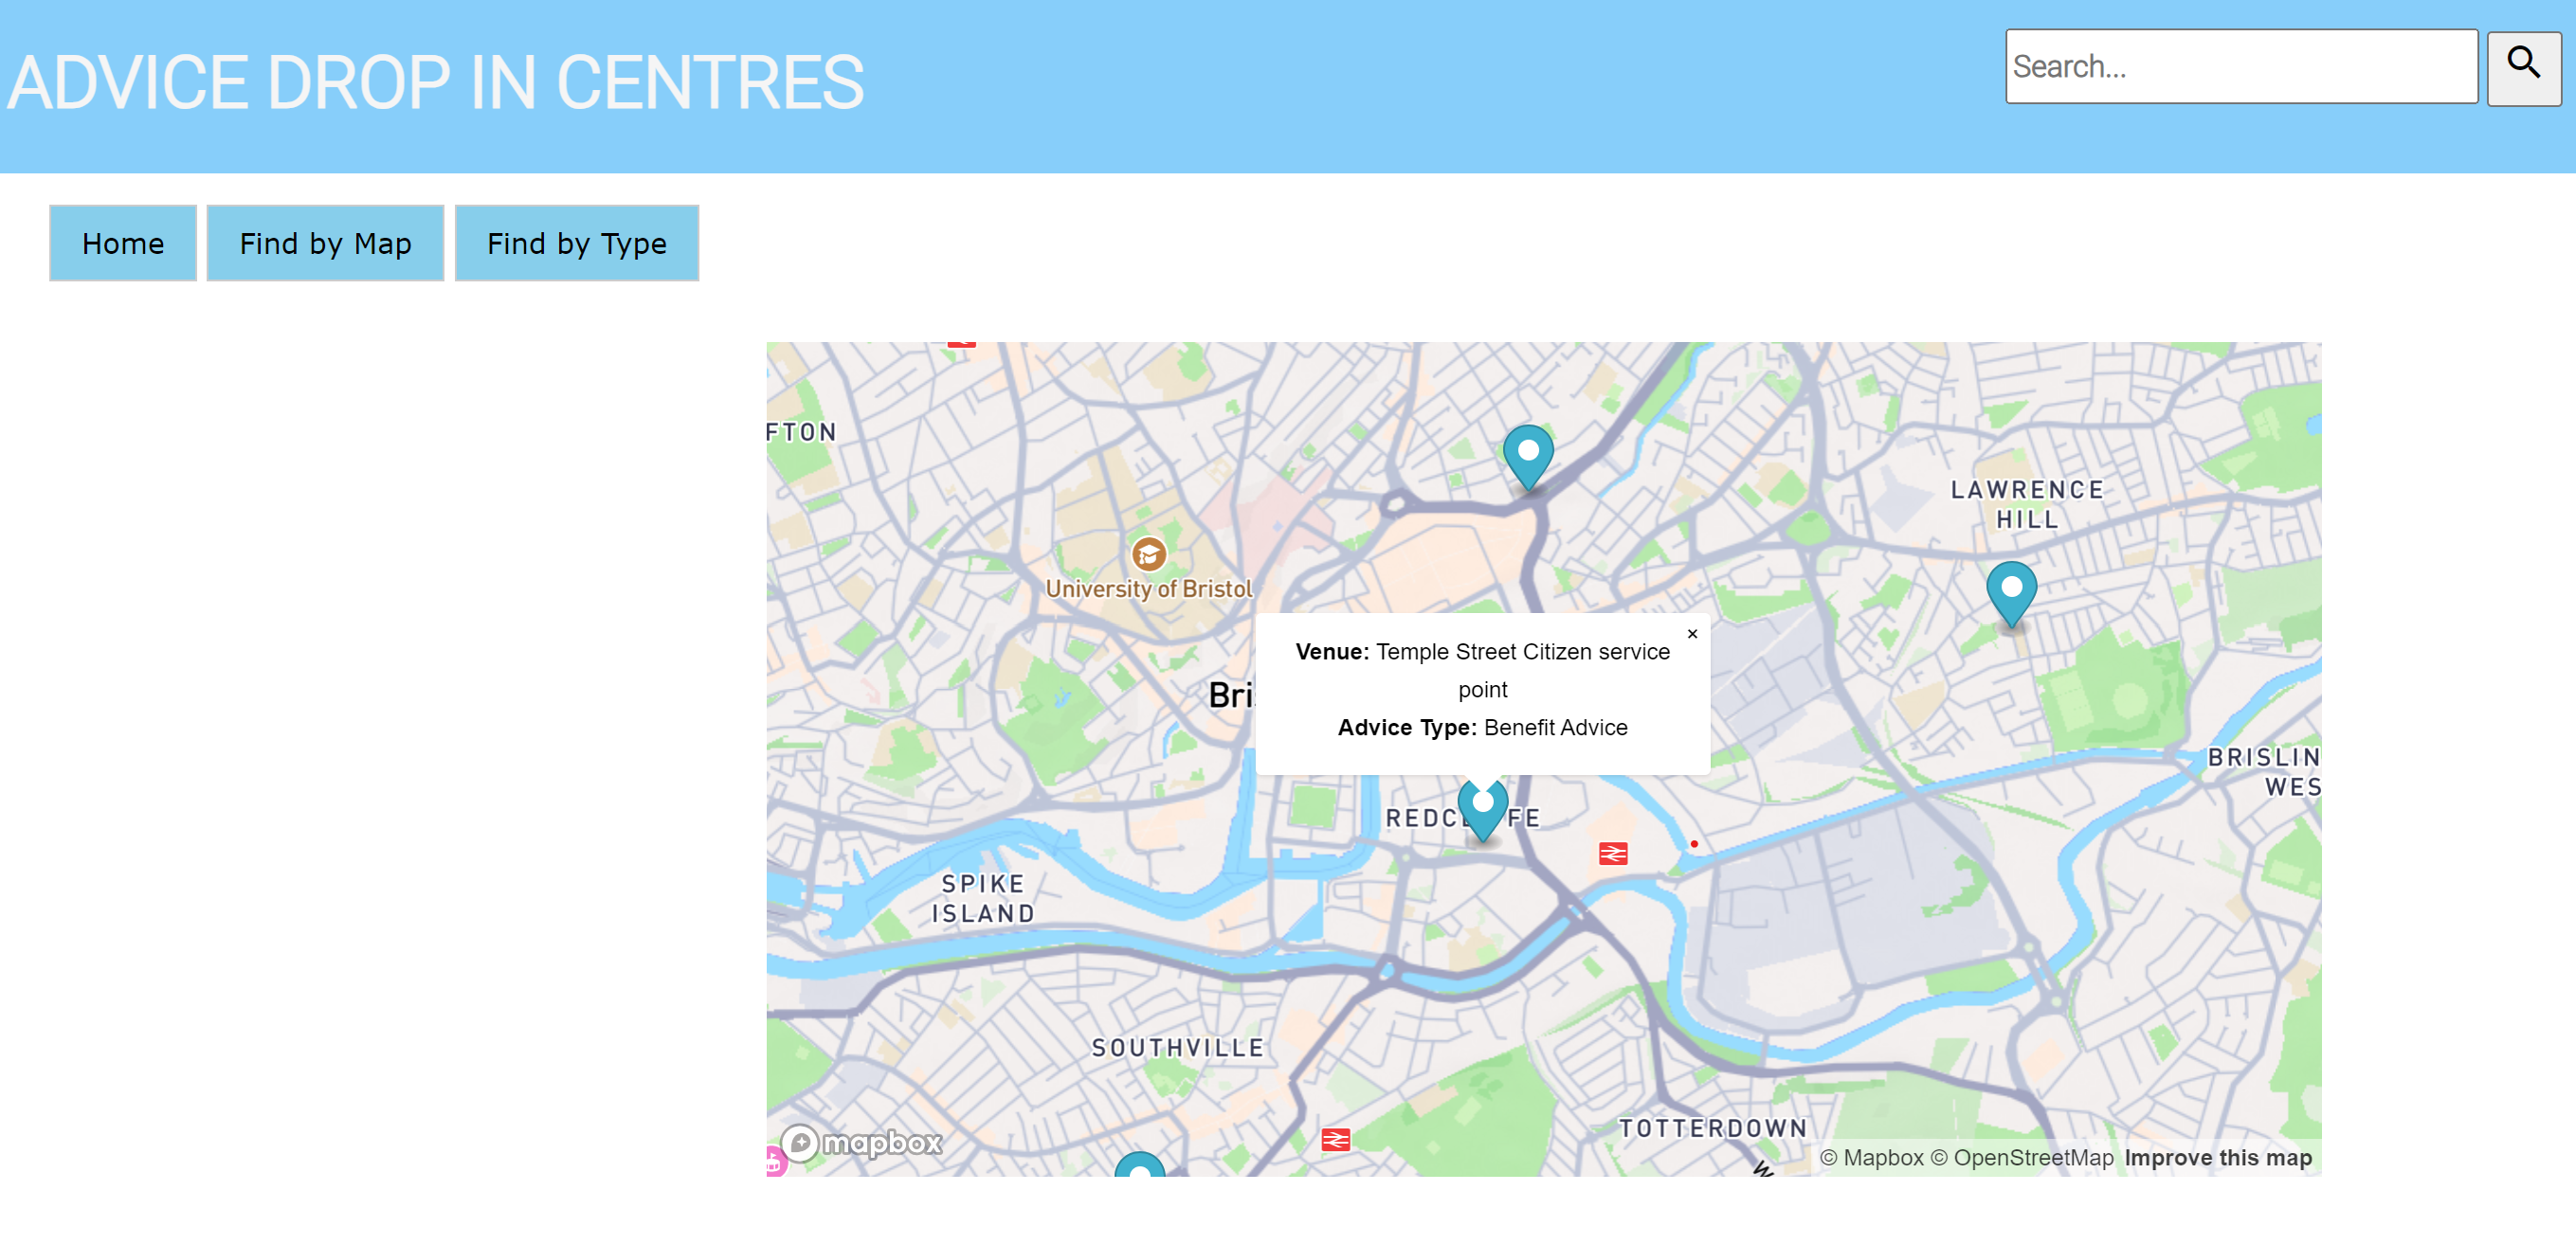 ADVICE DROP IN CENTRES
Search...
Home
Find by Map
Find by Type
FTON
LAWRENCE
HILL
University of Bristol
×
Venue: Temple Street Citizen service
point
Advice Type: Benefit Advice
Bris
BRISLIN
WES
REDCL FE
SPIKE
ISLAND
SOUTHVILLE
TOTTERDOWN
W
mapbox
© Mapbox © OpenStreetMap Improve this map